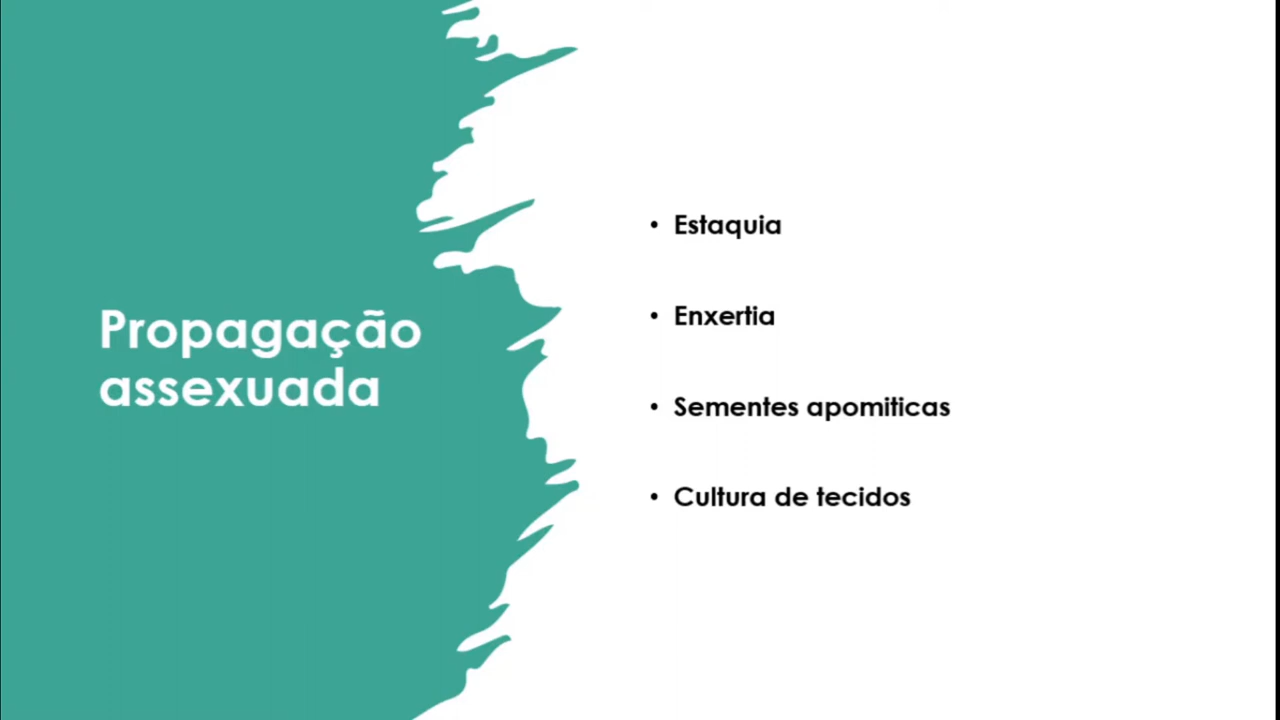 Propagação
assexuada
• Estaquia
• Enxertia
• Sementes apomiticas
• Cultura de tecidos